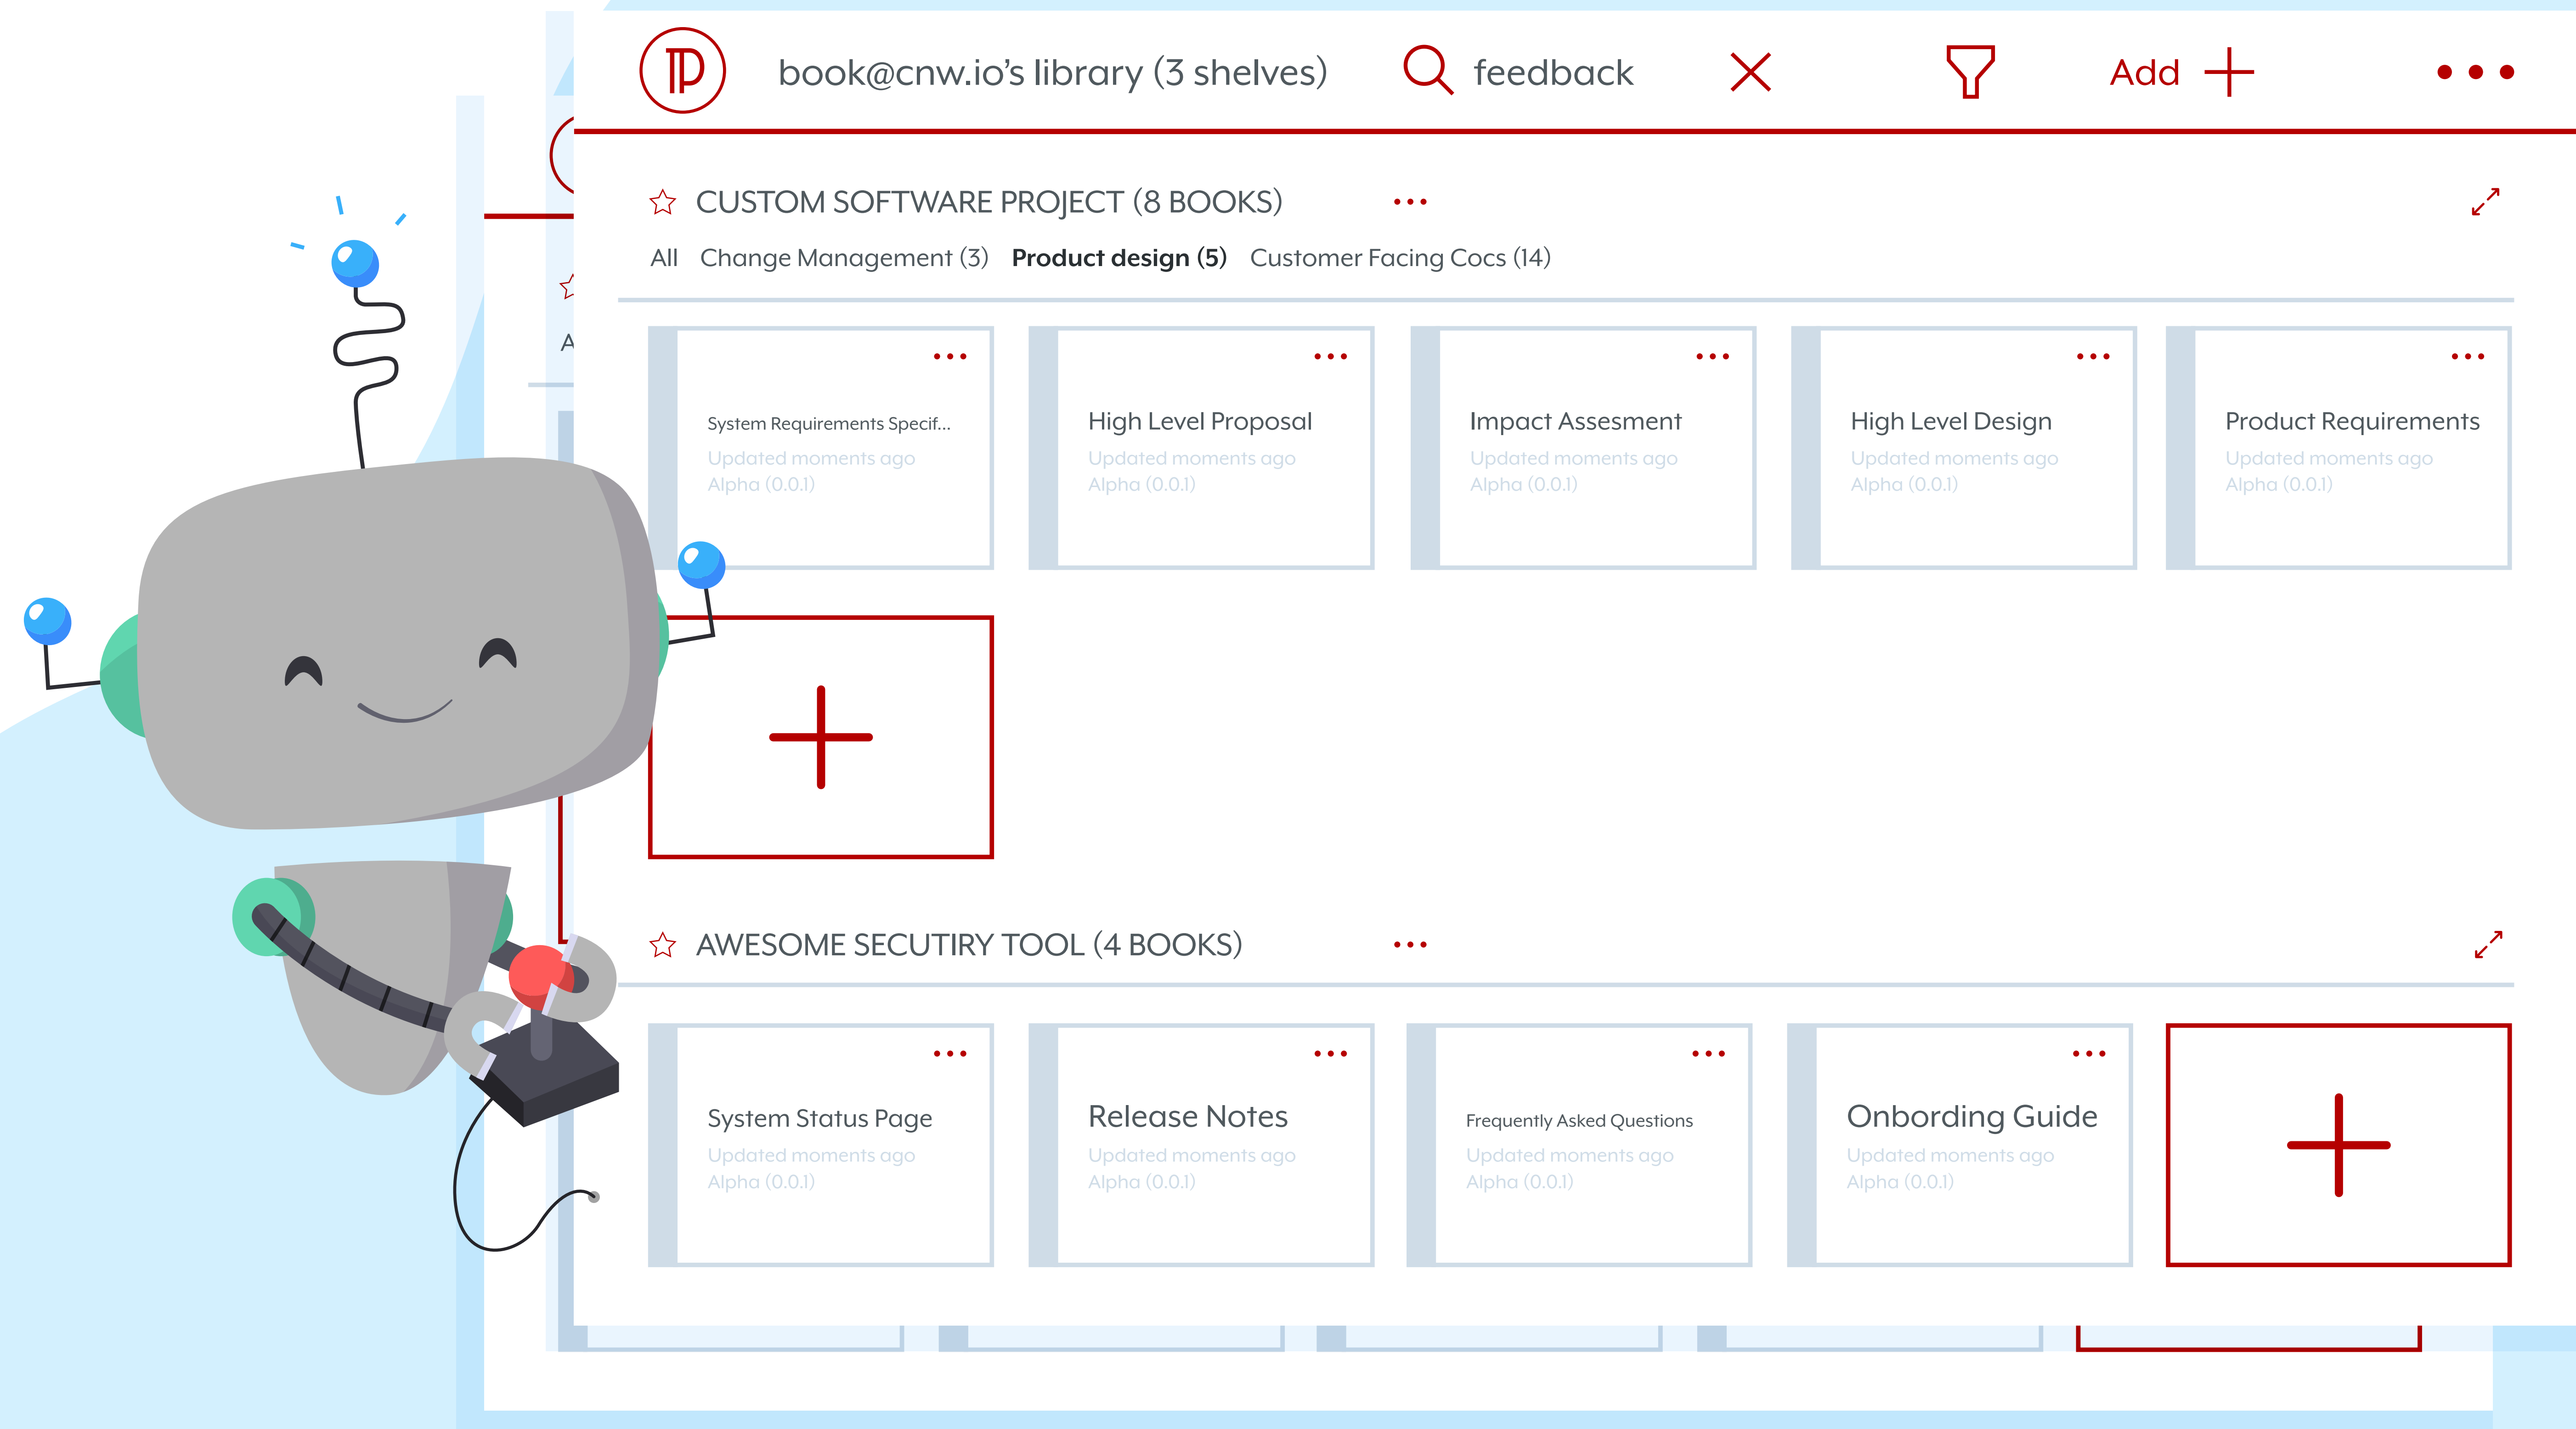 book@cnw.io’s library (3 shelves) feedback Add
CUSTOM SOFTWARE PROJECT (8 BOOKS)
All Change Management (3) Product design (5) Customer Facing Cocs (14)
System Requirements Specif...
Updated moments ago
Alpha (0.0.1)
High Level Proposal
Updated moments ago
Alpha (0.0.1)
Impact Assesment
Updated moments ago
Alpha (0.0.1)
High Level Design
Updated moments ago
Alpha (0.0.1)
Product Requirements
Updated moments ago
Alpha (0.0.1)
AWESOME SECUTIRY TOOL (4 BOOKS)
System Status Page
Updated moments ago
Alpha (0.0.1)
Release Notes
Updated moments ago
Alpha (0.0.1)
Frequently Asked Questions
Updated moments ago
Alpha (0.0.1)
Onbording Guide
Updated moments ago
Alpha (0.0.1)